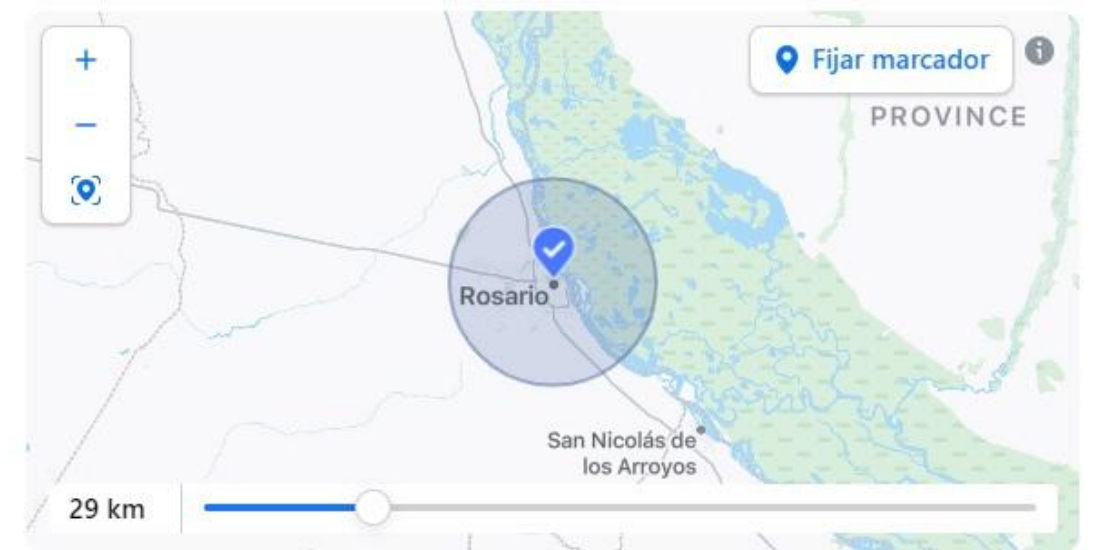 +
Fijar marcador
i
−
PROVINCE
Rosario
San Nicolás de
los Arroyos
29 km